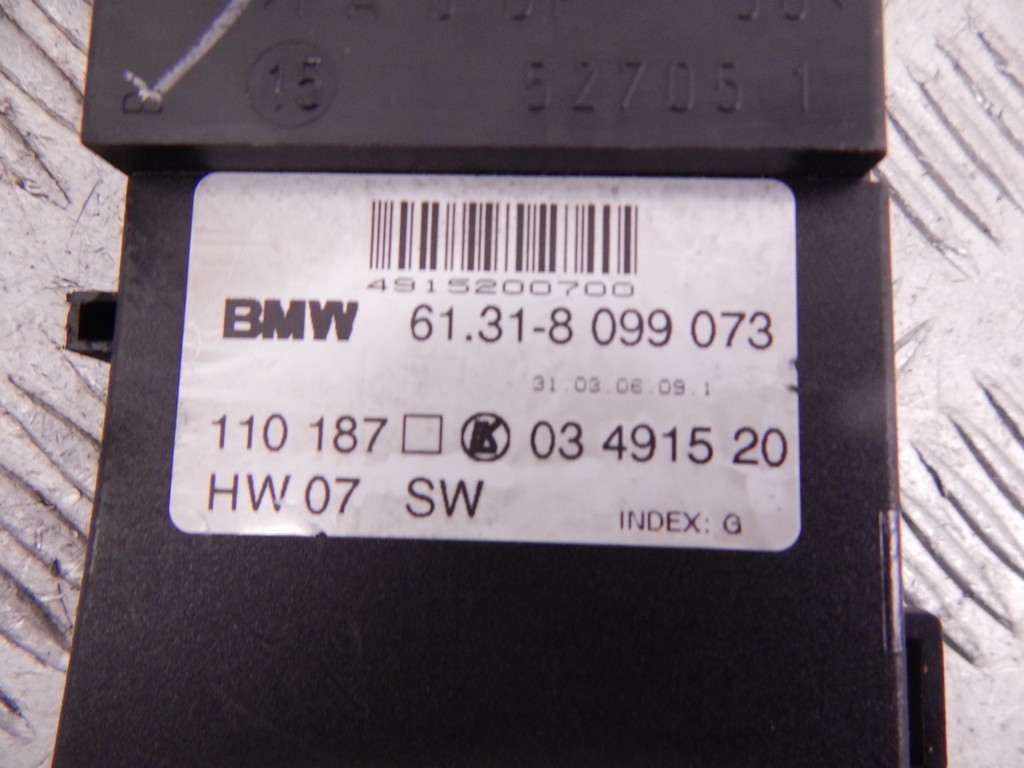 15 52705 1
4915200700
BMW 61.31-8 099 073
31.03.06.09.1
110 187 □ K 03 4915 20
HW 07 SW
INDEX: G